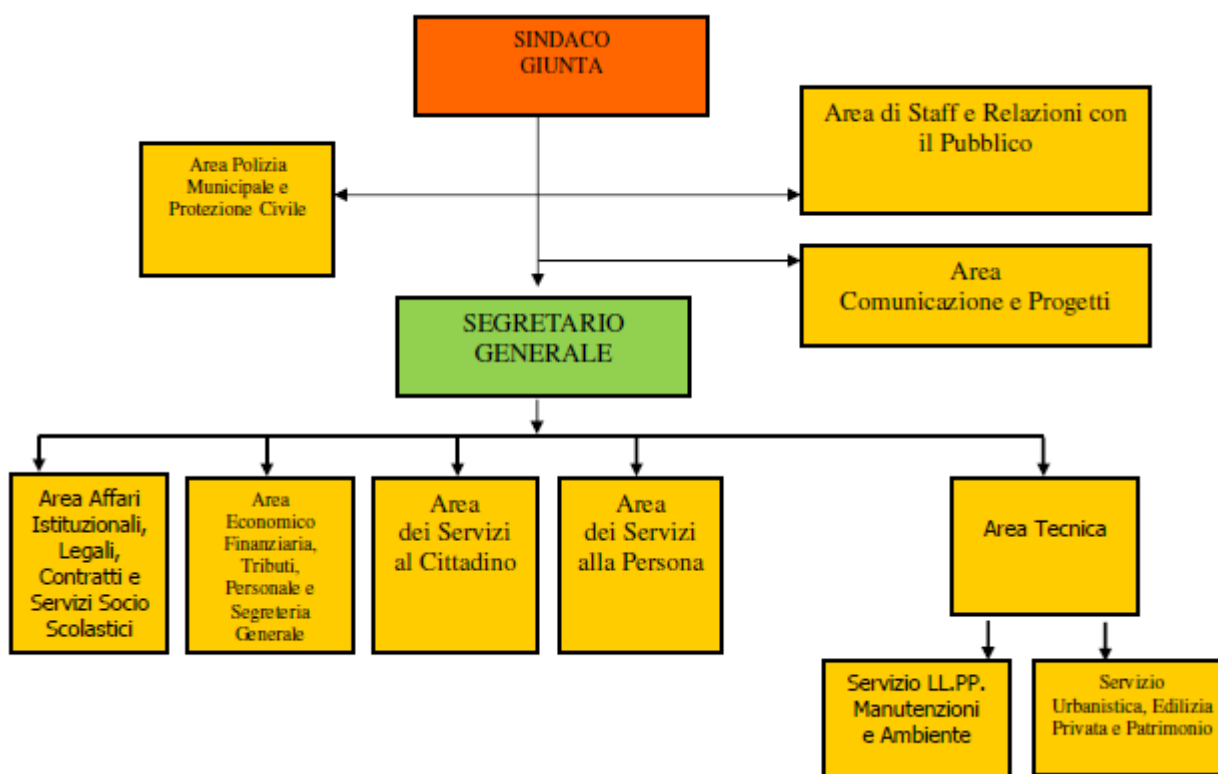 SINDACO
GIUNTA
Area di Staff e Relazioni con
il Pubblico
Area Polizia
Municipale e
Protezione Civile
Area
Comunicazione e Progetti
SEGRETARIO
GENERALE
Area Affari
Istituzionali,
Legali,
Contratti e
Servizi Socio
Scolastici
Area
Economico
Finanziaria,
Tributi,
Personale e
Segreteria
Generale
Area
dei Servizi
al Cittadino
Area
dei Servizi
alla Persona
Area Tecnica
Servizio LL.PP.
Manutenzioni
e Ambiente
Servizio
Urbanistica, Edilizia
Privata e Patrimonio